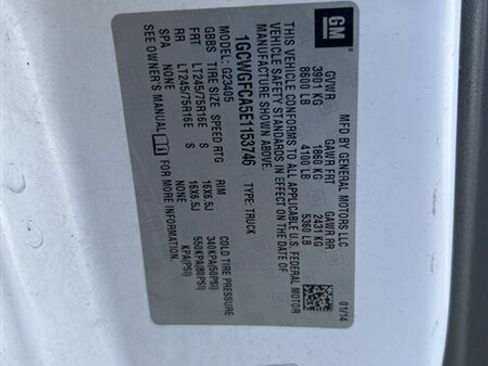 GM
MFD BY GENERAL MOTORS LLC 01/14
GVWR GAWR FRT GAWR RR
3901 KG 1860 KG 2431 KG
8600 LB 4100 LB 5360 LB
THIS VEHICLE CONFORMS TO ALL APPLICABLE U.S. FEDERAL MOTOR
VEHICLE SAFETY STANDARDS IN EFFECT ON THE DATE OF
MANUFACTURE SHOWN ABOVE.
1GCWGFCA5E1153746 TYPE: TRUCK
GBBS G23405
TIRE SIZE SPEED RTG RIM COLD TIRE PRESSURE
FRT LT245/75R16E S 16X6.5J 340KPA(50PSI)
RR LT245/75R16E S 16X6.5J 550KPA(80PSI)
SPA NONE NONE KPA(PSI)
SEE OWNER'S MANUAL FOR MORE INFORMATION.